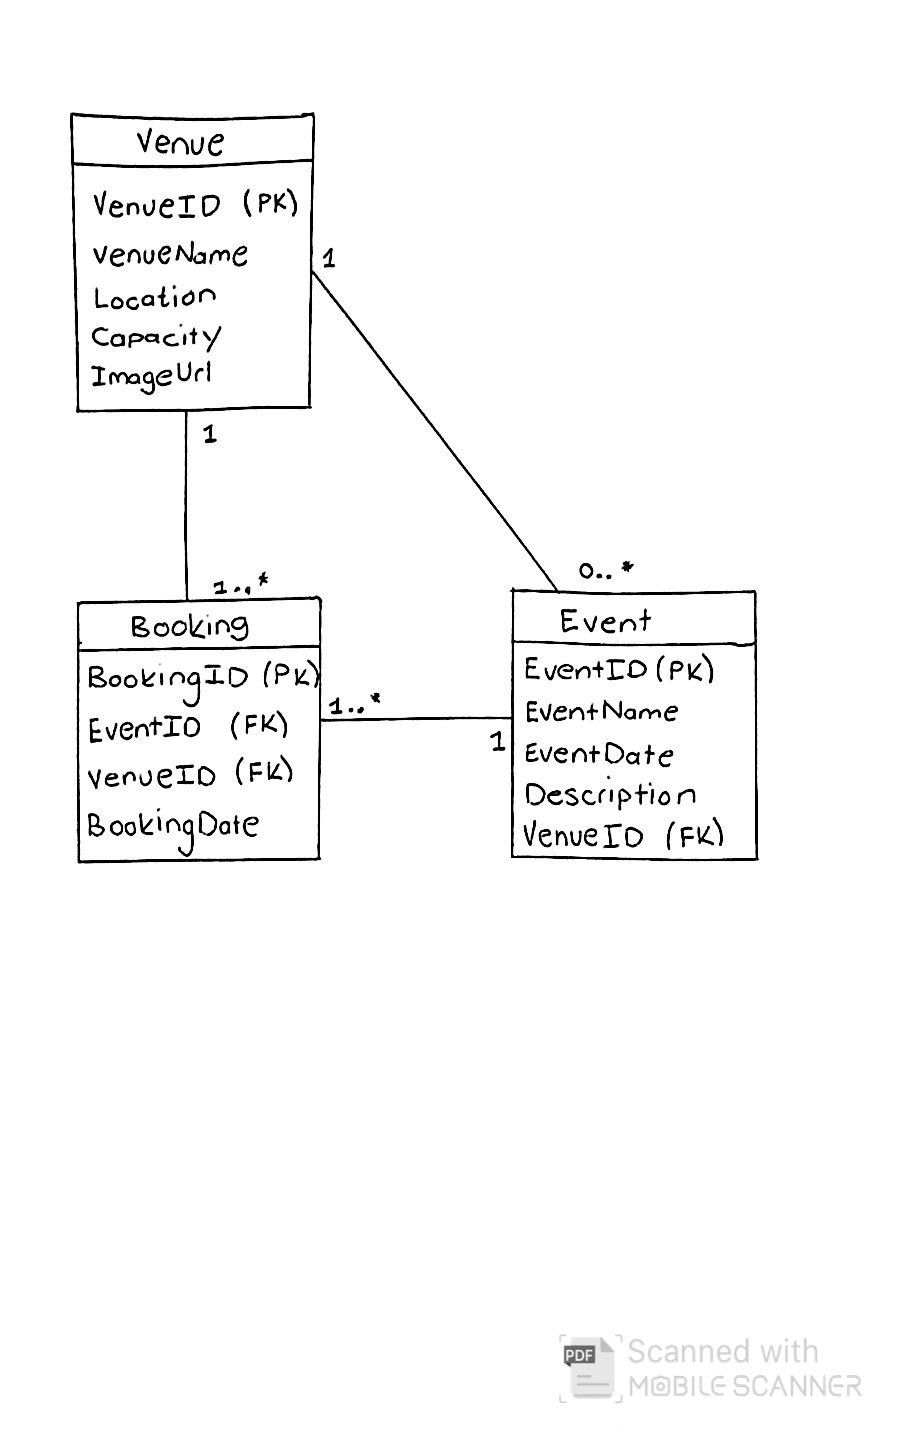 Venue
VenueID (PK)
VenueName
Location
Capacity
ImageUrl
1
1
1..*
0..*
Booking
BookingID (PK)
EventID (FK)
VenueID (FK)
BookingDate
1..*
1
Event
EventID (PK)
EventName
EventDate
Description
VenueID (FK)
PDF
Scanned with
MOBILE SCANNER